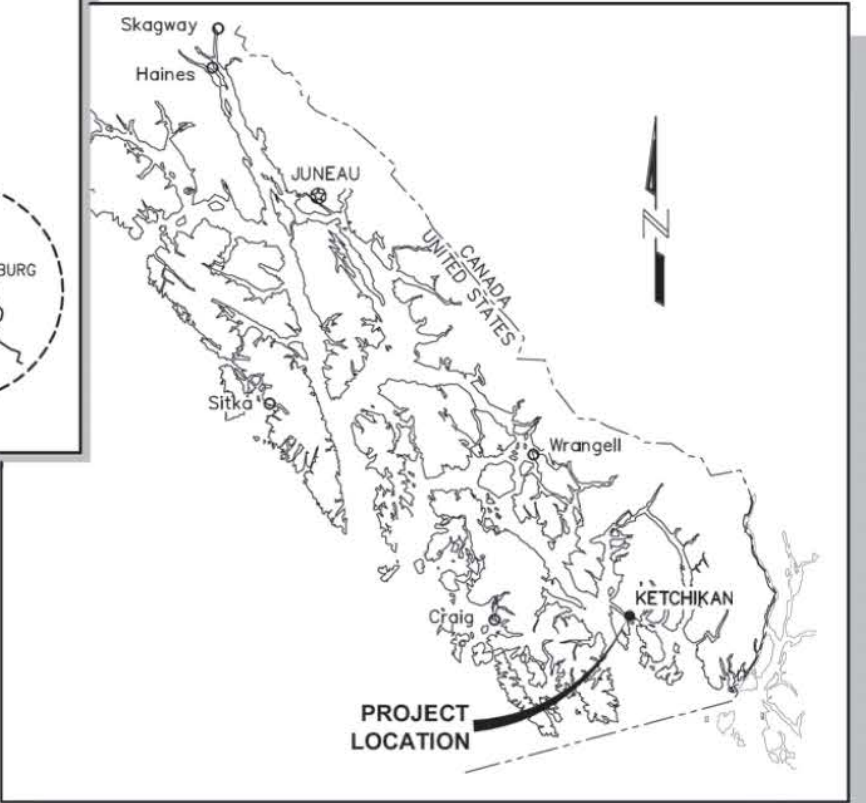 Skagway
Haines
JUNEAU
BURG
N
CANADA
UNITED STATES
Sitka
Wrangell
KETCHIKAN
Craig
PROJECT
LOCATION